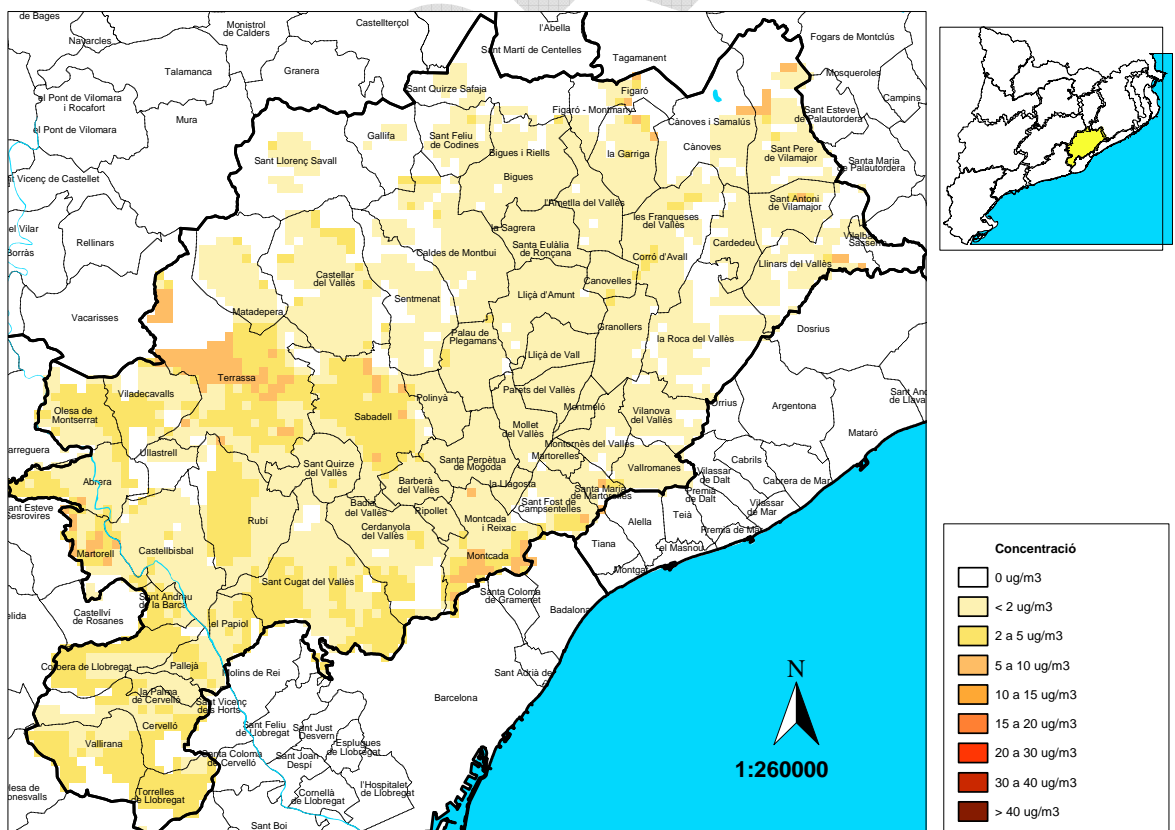 de Bages
Navarcles
Monistrol
de Calders
Castellterçol
l'Abella
Sant Martí de Centelles
Tagamanent
Fogars de Montclús
Talamanca
Granera
Mosqueroles
el Pont de Vilomara
i Rocafort
Mura
Sant Quirze Safaja
Figaró
Campins
Figaró - Montmany
Sant Esteve
de Palautordera
el Pont de Vilomara
Gallifa
Sant Feliu
de Codines
Cànoves i Samalús
Cànoves
Sant Llorenç Savall
Bigues i Riells
la Garriga
Sant Pere
de Vilamajor
Santa Maria
de Palautordera
t Vicenç de Castellet
Bigues
Sant Antoni
de Vilamajor
l'Ametlla del Vallès
les Franqueses
del Vallès
el Vilar
Rellinars
la Sagrera
Vilalba
Sasserra
Borràs
Caldes de Montbui
Santa Eulàlia
de Ronçana
Corró d'Avall
Cardedeu
Llinars del Vallès
Castellar
del Vallès
Canovelles
Sentmenat
Lliçà d'Amunt
Vacarisses
Matadepera
Granollers
Dosrius
Palau de
Plegamans
la Roca del Vallès
Lliçà de Vall
Terrassa
Viladecavalls
Polinyà
Parets del Vallès
Sant And
de Llava
Olesa de
Montserrat
Sabadell
Montmeló
Vilanova
del Vallès
Òrrius
Argentona
Mollet
del Vallès
Mataró
arreguera
Ullastrell
Montornès del Vallès
Martorelles
Sant Quirze
del Vallès
Santa Perpètua
de Mogoda
Vallromanes
Cabrils
Abrera
Barberà
del Vallès
la Llagosta
Santa Maria
de Martorelles
Vilassar
de Dalt
Cabrera de Mar
Premià
de Dalt
ant Esteve
Sesrovires
Badia
del Vallès
Ripollet
Sant Fost de
Campsentelles
Vilassar
de Mar
Rubí
Cerdanyola
del Vallès
Montcada
i Reixac
Alella
Teià
Premià de Mar
Martorell
Castellbisbal
Montcada
Tiana
el Masnou
Sant Cugat del Vallès
Montgat
Castellví
de Rosanes
Sant Andreu
de la Barca
Santa Coloma
de Gramenet
Badalona
elida
el Papiol
Corbera de Llobregat
Pallejà
Molins de Rei
Sant Adrià de
la Palma
de Cervelló
Sant Vicenç
dels Horts
Barcelona
Cervelló
Sant Feliu
de Llobregat
Sant Just
Desvern
Vallirana
Esplugues
de Llobregat
Santa Coloma
de Cervelló
Sant Joan
Despí
lesa de
onesvalls
Torrelles
de Llobregat
Cornellà
de Llobregat
l'Hospitalet
de Llobregat
Sant Boi
N
1:260000
Concentració
0 ug/m3
< 2 ug/m3
2 a 5 ug/m3
5 a 10 ug/m3
10 a 15 ug/m3
15 a 20 ug/m3
20 a 30 ug/m3
30 a 40 ug/m3
> 40 ug/m3